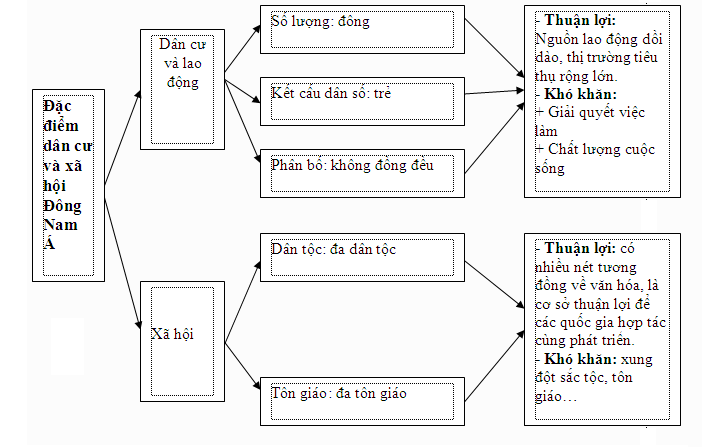 Đặc
điểm
dân cư
và xã
hội
Đông
Nam
Á
Dân cư
và lao
động
Số lượng: đông
Kết cấu dân số: trẻ
Phân bố: không đồng đều
- Thuận lợi:
Nguồn lao động dồi
dào, thị trường tiêu
thụ rộng lớn.
- Khó khăn:
+ Giải quyết việc
làm
+ Chất lượng cuộc
sống
Xã hội
Dân tộc: đa dân tộc
Tôn giáo: đa tôn giáo
- Thuận lợi: có
nhiều nét tương
đồng về văn hóa, là
cơ sở thuận lợi để
các quốc gia hợp tác
cùng phát triển.
- Khó khăn: xung
đột sắc tộc, tôn
giáo…